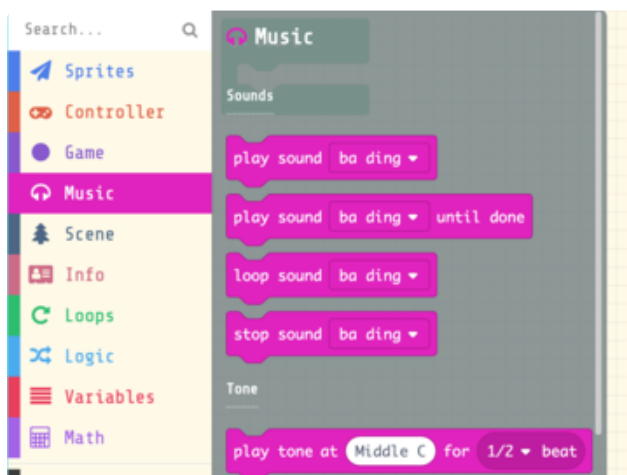 Search...
Sprites
Controller
Game
Music
Scene
Info
Loops
Logic
Variables
Math
Music
Sounds
play sound ba ding
play sound ba ding until done
loop sound ba ding
stop sound ba ding
Tone
play tone at Middle C for 1/2 beat